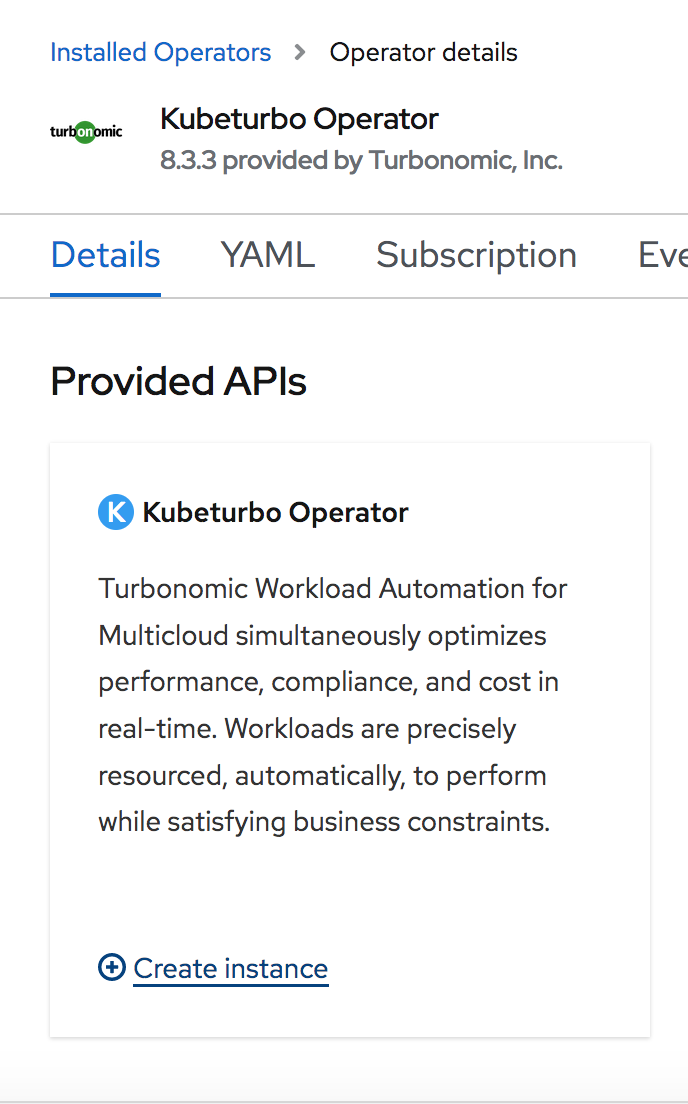 Installed Operators > Operator details
turbonomic
Kubeturbo Operator
8.3.3 provided by Turbonomic, Inc.
Details YAML Subscription Eve
Provided APIs
K Kubeturbo Operator
Turbonomic Workload Automation for
Multicloud simultaneously optimizes
performance, compliance, and cost in
real-time. Workloads are precisely
resourced, automatically, to perform
while satisfying business constraints.
Create instance